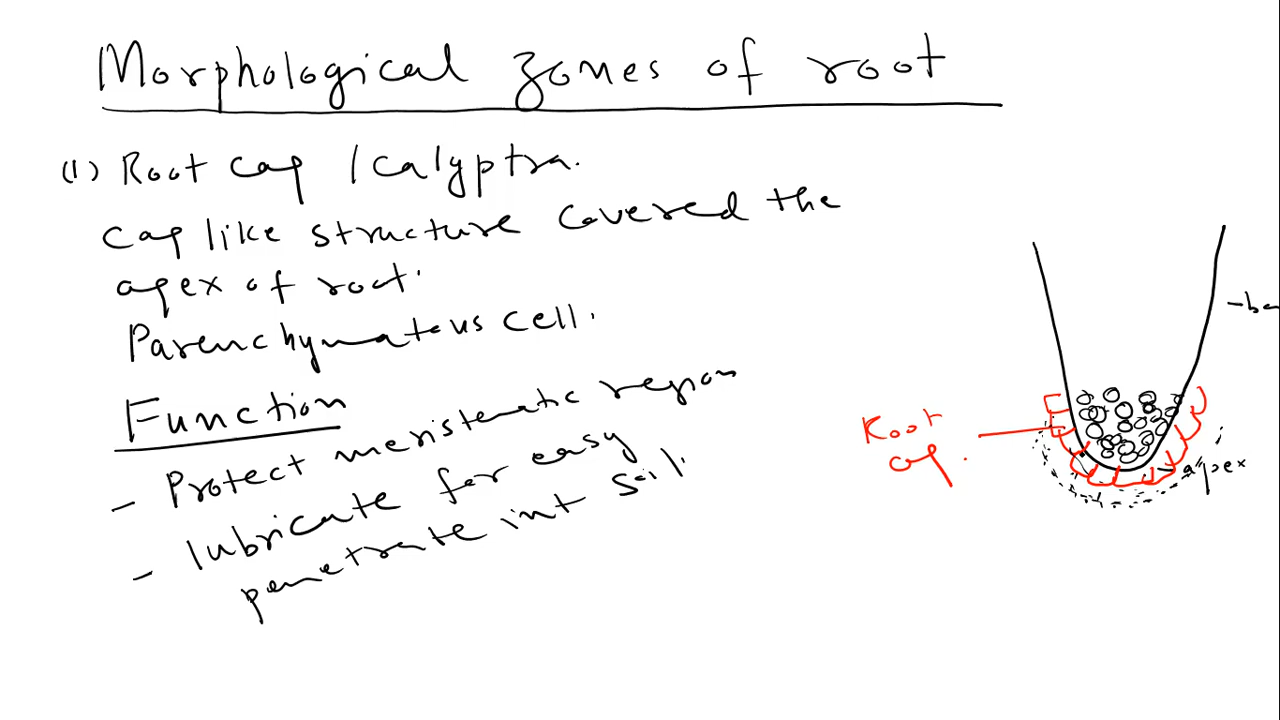 Morphological zones of root
(1) Root cap / calyptra.
cap like structure covered the
apex of root.
Parenchymatous cell.
Function
- Protect meristematic region
- lubricate for easy
penetrate int soil.
Root
cap.
apex